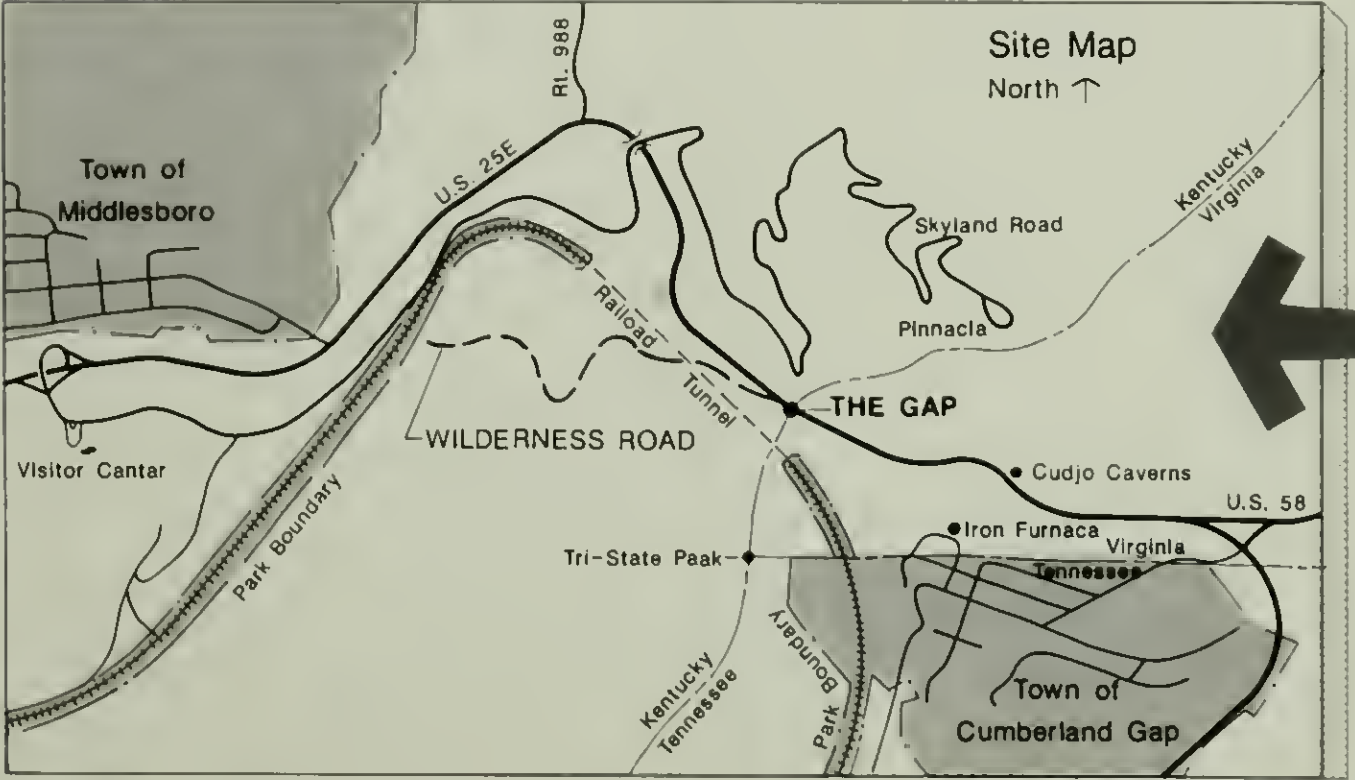 Site Map
North
Rt. 988
Town of
Middlesboro
U.S. 25E
Kentucky
Virginia
Skyland Road
Pinnacla
Railroad
Tunnel
THE GAP
WILDERNESS ROAD
Visitor Cantar
Park Boundary
Cudjo Caverns
U.S. 58
Iron Furnaca
Virginia
Tennessee
Tri-State Paak
Park Boundary
Kentucky
Tennessee
Town of
Cumberland Gap